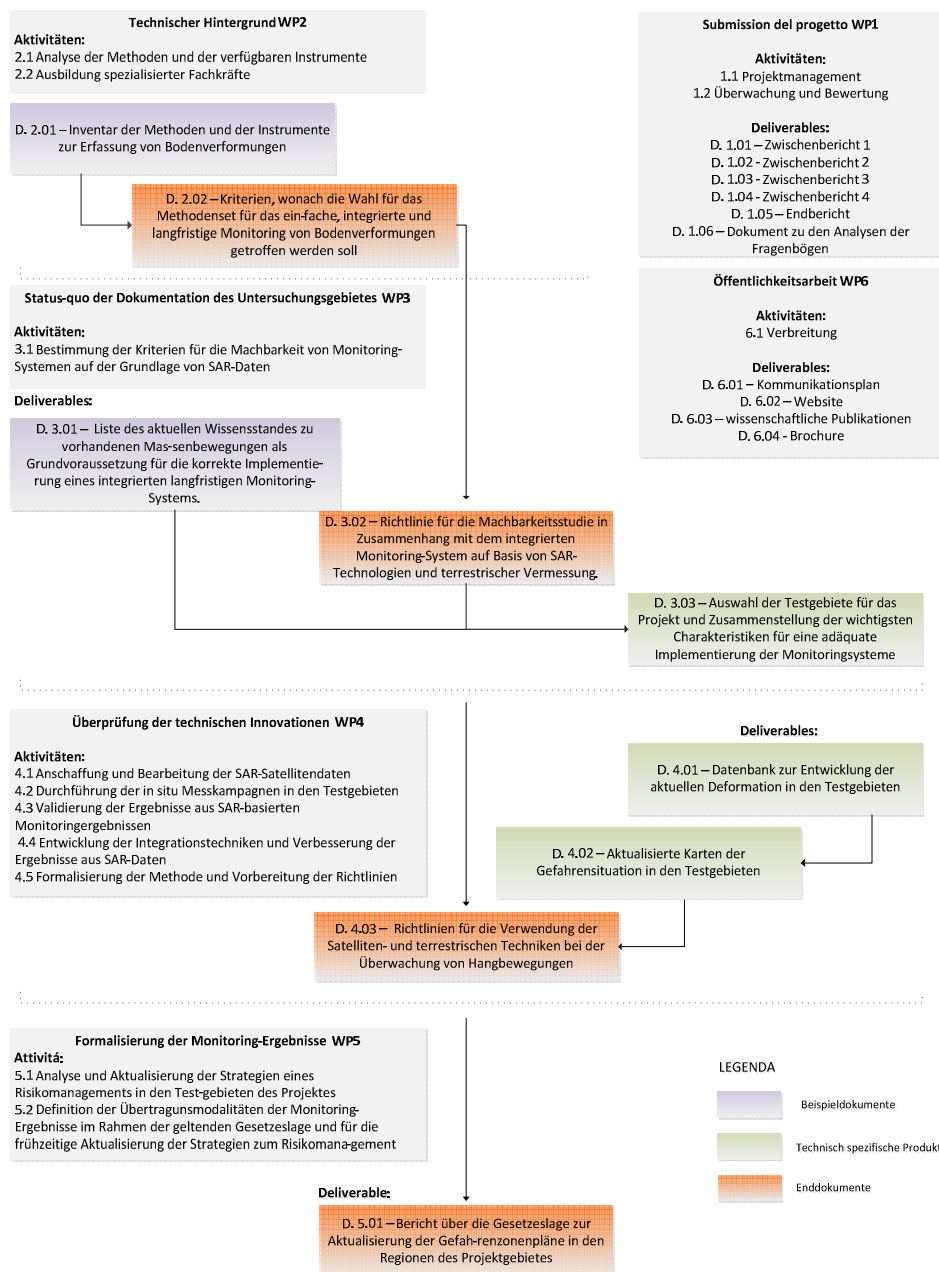 Technischer Hintergrund WP2
Aktivitäten:
2.1 Analyse der Methoden und der verfügbaren Instrumente
2.2 Ausbildung spezialisierter Fachkräfte
D. 2.01 – Inventar der Methoden und der Instrumente
zur Erfassung von Bodenverformungen
D. 2.02 – Kriterien, wonach die Wahl für das
Methodenset für das ein-fache, integrierte und
langfristige Monitoring von Bodenverformungen
getroffen werden soll
Submission del progetto WP1
Aktivitäten:
1.1 Projektmanagement
1.2 Überwachung und Bewertung
Deliverables:
D. 1.01 – Zwischenbericht 1
D. 1.02 - Zwischenbericht 2
D. 1.03 - Zwischenbericht 3
D. 1.04 - Zwischenbericht 4
D. 1.05 – Endbericht
D. 1.06 – Dokument zu den Analysen der
Fragenbögen
Öffentlichkeitsarbeit WP6
Aktivitäten:
6.1 Verbreitung
Deliverables:
D. 6.01 – Kommunikationsplan
D. 6.02 – Website
D. 6.03 – wissenschaftliche Publikationen
D. 6.04 - Brochure
Status-quo der Dokumentation des Untersuchungsgebietes WP3
Aktivitäten:
3.1 Bestimmung der Kriterien für die Machbarkeit von Monitoring-
Systemen auf der Grundlage von SAR-Daten
Deliverables:
D. 3.01 – Liste des aktuellen Wissensstandes zu
vorhandenen Mas-senbewegungen als
Grundvoraussetzung für die korrekte Implementie-
rung eines integrierten langfristigen Monitoring-
Systems.
D. 3.02 – Richtlinie für die Machbarkeitsstudie in
Zusammenhang mit dem integrierten
Monitoring-System auf Basis von SAR-
Technologien und terrestrischer Vermessung.
D. 3.03 – Auswahl der Testgebiete für das
Projekt und Zusammenstellung der wichtigsten
Charakteristiken für eine adäquate
Implementierung der Monitoringsysteme
Überprüfung der technischen Innovationen WP4
Aktivitäten:
4.1 Anschaffung und Bearbeitung der SAR-Satellitendaten
4.2 Durchführung der in situ Messkampagnen in den Testgebieten
4.3 Validierung der Ergebnisse aus SAR-basierten
Monitoringergebnissen
4.4 Entwicklung der Integrationstechniken und Verbesserung der
Ergebnisse aus SAR-Daten
4.5 Formalisierung der Methode und Vorbereitung der Richtlinien
Deliverables:
D. 4.01 – Datenbank zur Entwicklung der
aktuellen Deformation in den Testgebieten
D. 4.02 – Aktualisierte Karten der
Gefahrensituation in den Testgebieten
D. 4.03 – Richtlinien für die Verwendung der
Satelliten- und terrestrischen Techniken bei der
Überwachung von Hangbewegungen
Formalisierung der Monitoring-Ergebnisse WP5
Attivitá:
5.1 Analyse und Aktualisierung der Strategien eines
Risikomanagements in den Test-gebieten des Projektes
5.2 Definition der Übertragunsmodalitäten der Monitoring-
Ergebnisse im Rahmen der geltenden Gesetzeslage und für die
frühzeitige Aktualisierung der Strategien zum Risikomana-gement
Deliverable:
D. 5.01 – Bericht über die Gesetzeslage zur
Aktualisierung der Gefah-renzonenpläne in den
Regionen des Projektgebietes
LEGENDA
Beispieldokumente
Technisch spezifische Produkt
Enddokumente